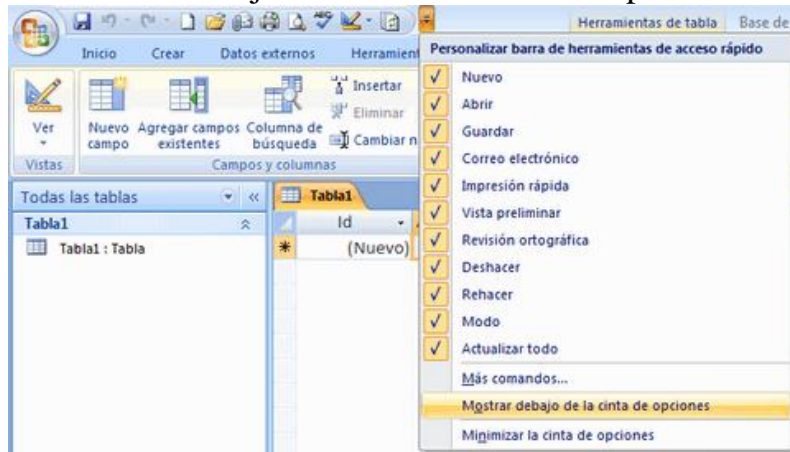 Herramientas de tabla Base de
Inicio Crear Datos externos Herramient
Personalizar barra de herramientas de acceso rápido
Nuevo
Abrir
Guardar
Correo electrónico
Impresión rápida
Vista preliminar
Revisión ortográfica
Deshacer
Rehacer
Modo
Actualizar todo
Más comandos...
Mostrar debajo de la cinta de opciones
Minimizar la cinta de opciones
Ver
Nuevo campo
Agregar campos existentes
Columna de búsqueda
Insertar
Eliminar
Cambiar n
Vistas
Campos y columnas
Todas las tablas
Tabla1
Tabla1 : Tabla
Tabla1
Id
(Nuevo)